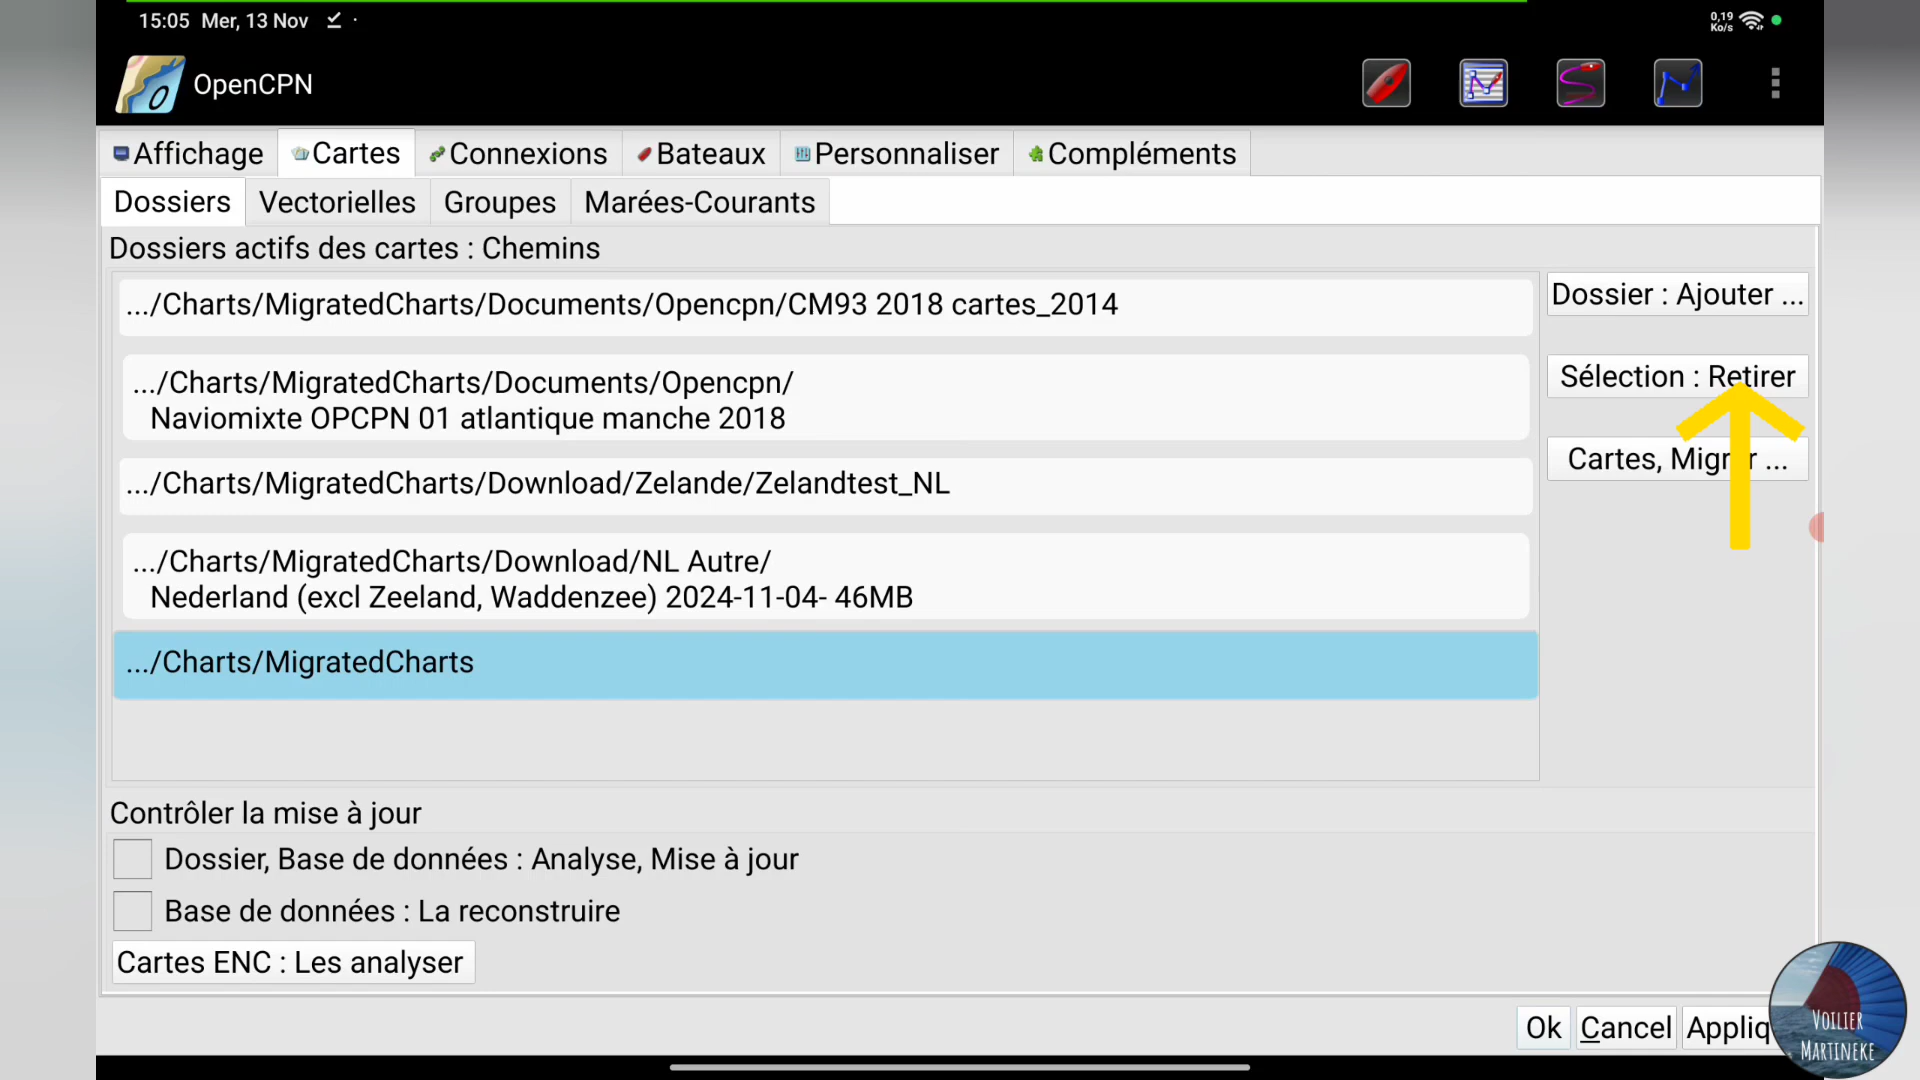 15:05 Mer, 13 Nov
0,19
Ko/s
OpenCPN
Affichage Cartes Connexions Bateaux Personnaliser Compléments
Dossiers Vectorielles Groupes Marées-Courants
Dossiers actifs des cartes : Chemins
.../Charts/MigratedCharts/Documents/Opencpn/CM93 2018 cartes_2014
Dossier : Ajouter ...
.../Charts/MigratedCharts/Documents/Opencpn/
Naviomixte OPCPN 01 atlantique manche 2018
Sélection : Retirer
Cartes, Migrer ...
.../Charts/MigratedCharts/Download/Zelande/Zelandtest_NL
.../Charts/MigratedCharts/Download/NL Autre/
Nederland (excl Zeeland, Waddenzee) 2024-11-04- 46MB
.../Charts/MigratedCharts
Contrôler la mise à jour
Dossier, Base de données : Analyse, Mise à jour
Base de données : La reconstruire
Cartes ENC : Les analyser
Ok Cancel Appliq
VOILIER
MARTINEKE